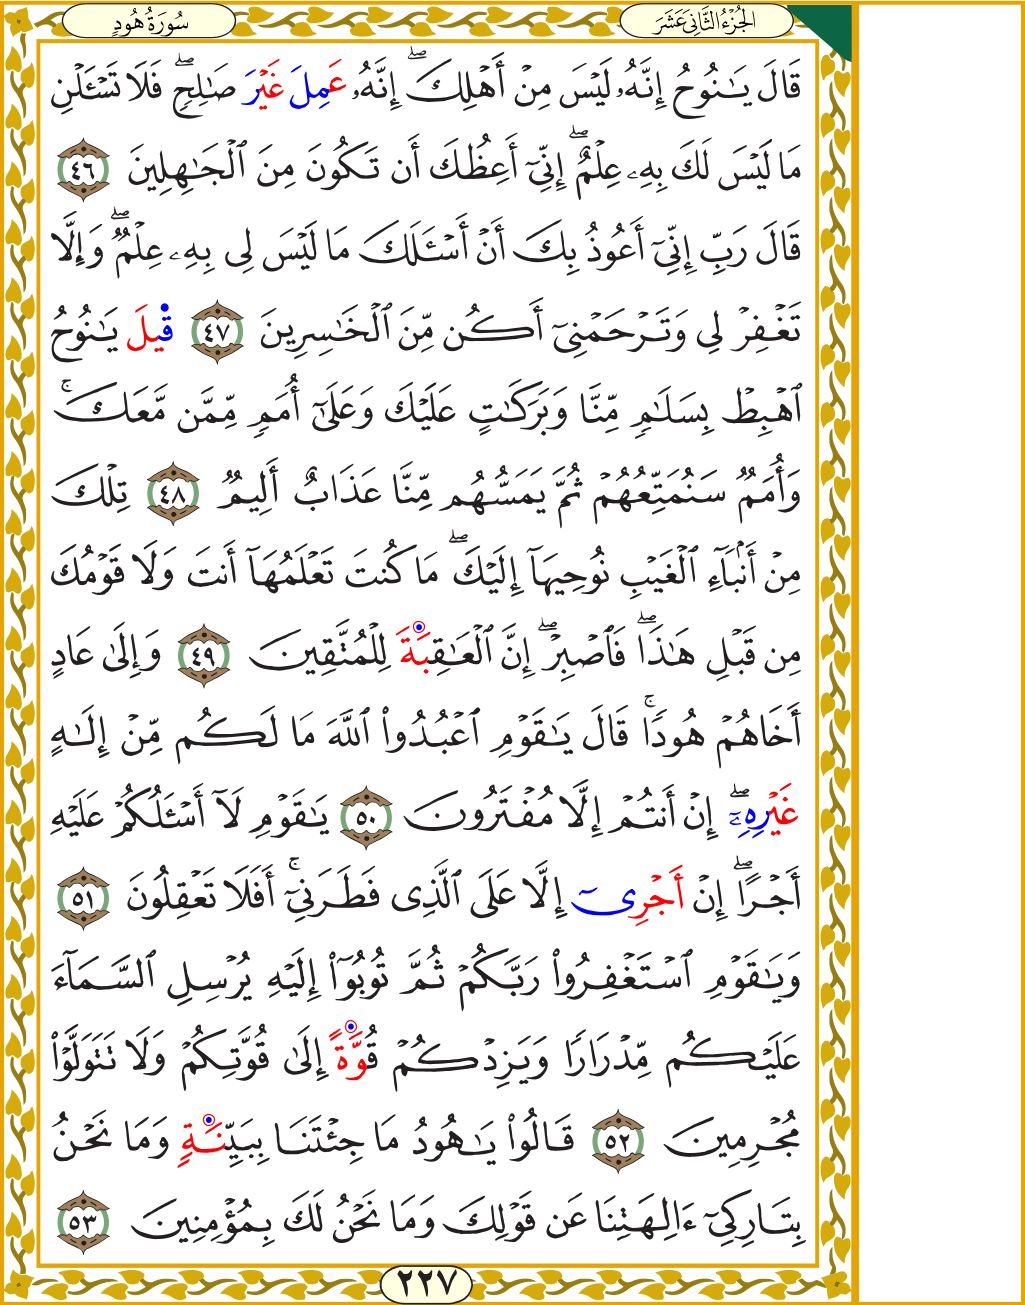 سُورَةُ هُودٍ
الجُزْءُ الثَّانِيَ عَشَرَ
قَالَ يَـٰنُوحُ إِنَّهُۥ لَيْسَ مِنْ أَهْلِكَ ۖ إِنَّهُۥ عَمِلَ غَيْرَ صَـٰلِحٍ ۖ فَلَا تَسْـَٔلْنِ
مَا لَيْسَ لَكَ بِهِۦ عِلْمٌ ۖ إِنِّىٓ أَعِظُكَ أَن تَكُونَ مِنَ ٱلْجَـٰهِلِينَ ٤٦
قَالَ رَبِّ إِنِّىٓ أَعُوذُ بِكَ أَنْ أَسْـَٔلَكَ مَا لَيْسَ لِى بِهِۦ عِلْمٌ ۖ وَإِلَّا
تَغْفِرْ لِى وَتَرْحَمْنِىٓ أَكُن مِّنَ ٱلْخَـٰسِرِينَ ٤٧ قِيلَ يَـٰنُوحُ
ٱهْبِطْ بِسَلَـٰمٍ مِّنَّا وَبَرَكَـٰتٍ عَلَيْكَ وَعَلَىٰٓ أُمَمٍ مِّمَّن مَّعَكَ ۚ
وَأُمَمٌ سَنُمَتِّعُهُمْ ثُمَّ يَمَسُّهُم مِّنَّا عَذَابٌ أَلِيمٌ ٤٨ تِلْكَ
مِنْ أَنۢبَآءِ ٱلْغَيْبِ نُوحِيهَآ إِلَيْكَ ۖ مَا كُنتَ تَعْلَمُهَآ أَنتَ وَلَا قَوْمُكَ
مِن قَبْلِ هَـٰذَا ۖ فَٱصْبِرْ ۖ إِنَّ ٱلْعَـٰقِبَةَ لِلْمُتَّقِينَ ٤٩ وَإِلَىٰ عَادٍ
أَخَاهُمْ هُودًا ۚ قَالَ يَـٰقَوْمِ ٱعْبُدُوا۟ ٱللَّهَ مَا لَكُم مِّنْ إِلَـٰهٍ
غَيْرِهِۦٓ ۖ إِنْ أَنتُمْ إِلَّا مُفْتَرُونَ ٥٠ يَـٰقَوْمِ لَآ أَسْـَٔلُكُمْ عَلَيْهِ
أَجْرًا ۖ إِنْ أَجْرِىٓ إِلَّا عَلَى ٱلَّذِى فَطَرَنِىٓ ۚ أَفَلَا تَعْقِلُونَ ٥١
وَيَـٰقَوْمِ ٱسْتَغْفِرُوا۟ رَبَّكُمْ ثُمَّ تُوبُوٓا۟ إِلَيْهِ يُرْسِلِ ٱلسَّمَآءَ
عَلَيْكُم مِّدْرَارًا وَيَزِدْكُمْ قُوَّةً إِلَىٰ قُوَّتِكُمْ وَلَا تَتَوَلَّوْا۟
مُجْرِمِينَ ٥٢ قَالُوا۟ يَـٰهُودُ مَا جِئْتَنَا بِبَيِّنَةٍ وَمَا نَحْنُ
بِتَارِكِىٓ ءَالِهَتِنَا عَن قَوْلِكَ وَمَا نَحْنُ لَكَ بِمُؤْمِنِينَ ٥٣
٢٢٧